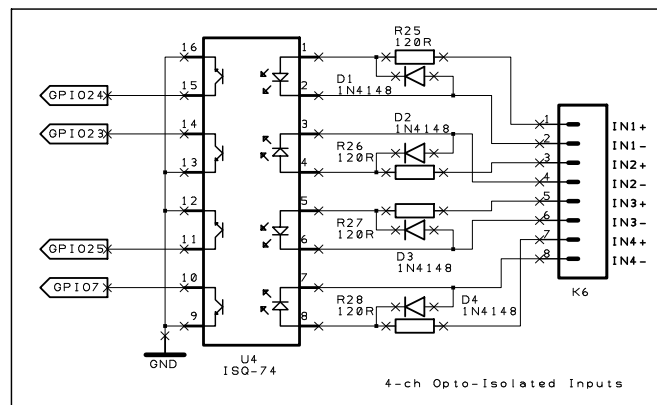 R25
120R
16
1
GPIO24
15
2
D1
1N4148
D2
1N4148
GPIO23
14
3
R26
120R
13
4
12
5
R27
120R
GPIO25
11
6
D3
1N4148
GPIO7
10
7
R28
120R
D4
1N4148
9
8
GND
U4
ISQ-74
1
IN1+
2
IN1-
3
IN2+
4
IN2-
5
IN3+
6
IN3-
7
IN4+
8
IN4-
K6
4-ch Opto-Isolated Inputs